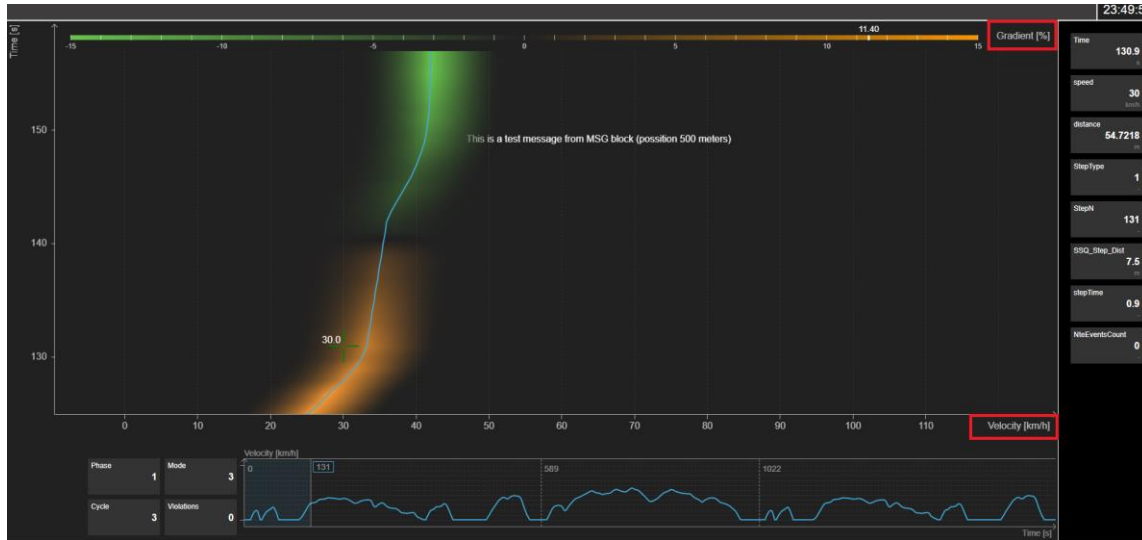 23:49:5
Time [s]
11.40
Gradient [%]
-15
-10
-5
0
5
10
15
150
140
130
This is a test message from MSG block (possition 500 meters)
30.0
0
10
20
30
40
50
60
70
80
90
100
110
Velocity [km/h]
Time
130.9
s
speed
30
km/h
distance
54.7218
m
StepType
1
-
StepN
131
-
SSQ_Step_Dist
7.5
m
stepTime
0.9
-
NteEventsCount
0
-
Phase
1
Mode
3
Cycle
3
Violations
0
Velocity [km/h]
0
131
589
1022
Time [s]